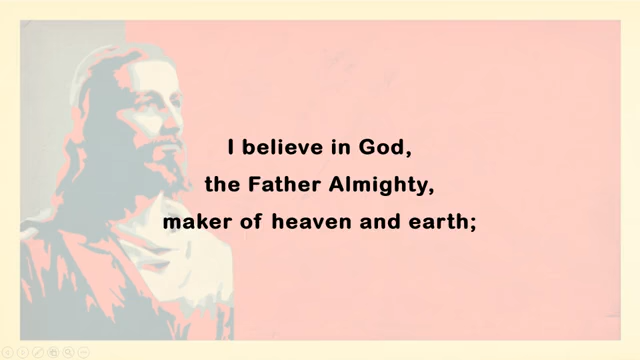 I believe in God,
the Father Almighty,
maker of heaven and earth;